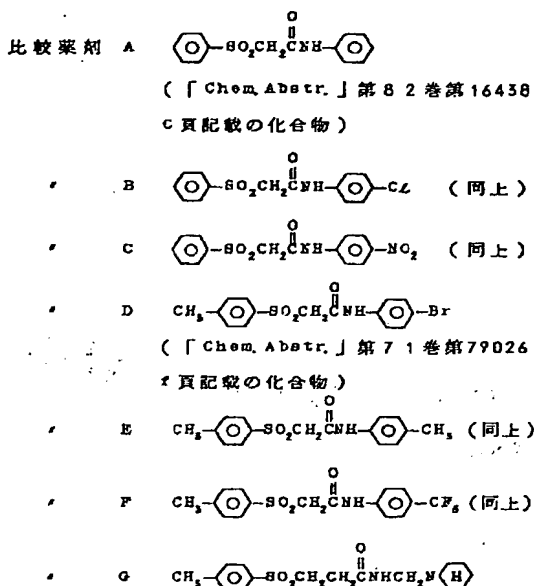 比較薬剤 A SO₂CH₂CNH O
(「Chem. Abstr.」第82巻第16438
C頁記載の化合物)
〃 B SO₂CH₂CNH O Cl (同上)
〃 C SO₂CH₂CNH O NO₂ (同上)
〃 D CH₃ SO₂CH₂CNH O Br
(「Chem. Abstr.」第71巻第79026
f頁記載の化合物)
〃 E CH₃ SO₂CH₂CNH O CH₃ (同上)
〃 F CH₃ SO₂CH₂CNH O (同上)
〃 G CH₃ SO₂CH₂CH₂CNHCH₂N O H